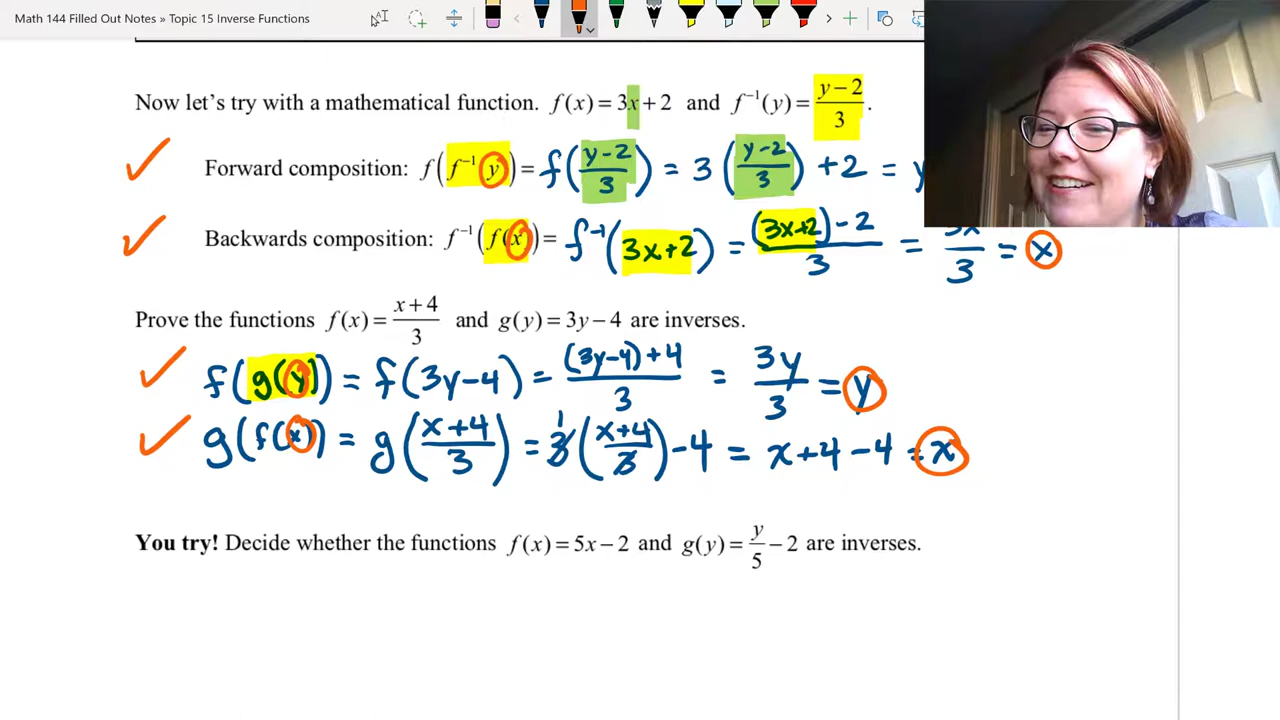 Math 144 Filled Out Notes » Topic 15 Inverse Functions
Now let's try with a mathematical function. f(x) = 3x + 2 and f⁻¹(y) = (y − 2)/3.
✓ Forward composition: f(f⁻¹(y)) = f((y−2)/3) = 3((y−2)/3) + 2 = y
✓ Backwards composition: f⁻¹(f(x)) = f⁻¹(3x+2) = ((3x+2) − 2)/3 = 3x/3 = x
Prove the functions f(x) = (x + 4)/3 and g(y) = 3y − 4 are inverses.
✓ f(g(y)) = f(3y−4) = ((3y−4)+4)/3 = 3y/3 = y
✓ g(f(x)) = g((x+4)/3) = 1 3((x+4)/3) − 4 = x+4−4 = x
You try! Decide whether the functions f(x) = 5x − 2 and g(y) = y/5 − 2 are inverses.